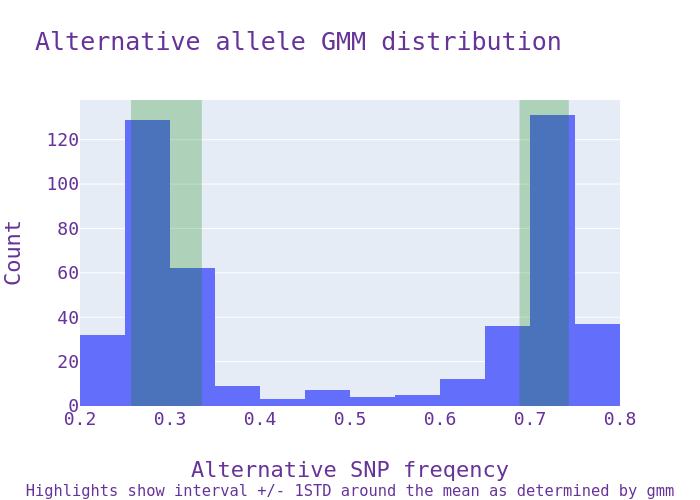 Alternative allele GMM distribution
120
100
80
60
40
20
0
Count
0.2 0.3 0.4 0.5 0.6 0.7 0.8
Alternative SNP freqency
Highlights show interval +/- 1STD around the mean as determined by gmm